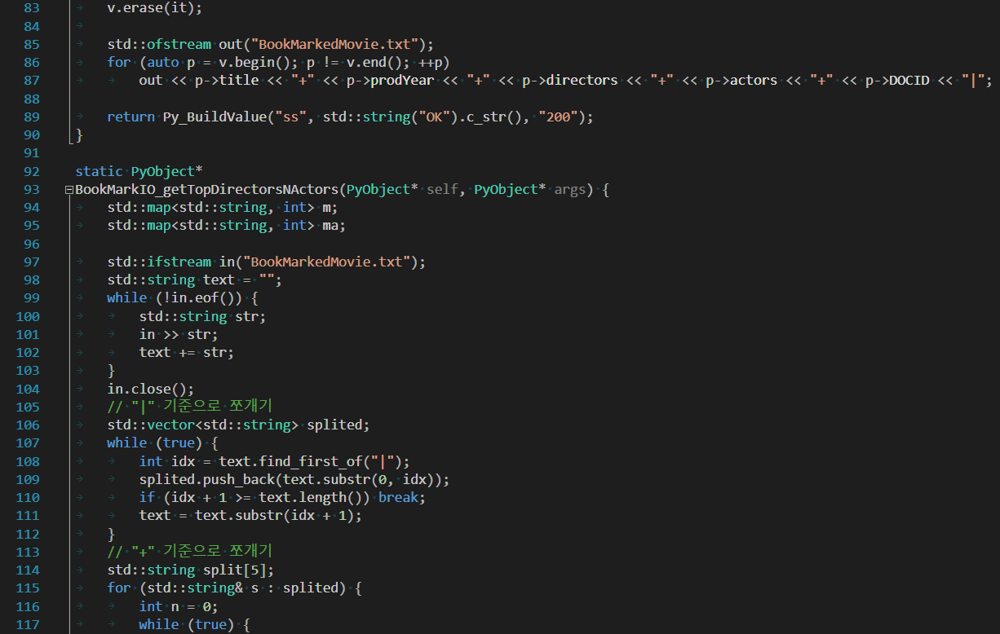 83 v.erase(it);
84
85 std::ofstream out("BookMarkedMovie.txt");
86 for (auto p = v.begin(); p != v.end(); ++p)
87 out << p->title << "+" << p->prodYear << "+" << p->directors << "+" << p->actors << "+" << p->DOCID << "|";
88
89 return Py_BuildValue("ss", std::string("OK").c_str(), "200");
90 }
91
92 static PyObject*
93 BookMarkIO_getTopDirectorsNActors(PyObject* self, PyObject* args) {
94 std::map<std::string, int> m;
95 std::map<std::string, int> ma;
96
97 std::ifstream in("BookMarkedMovie.txt");
98 std::string text = "";
99 while (!in.eof()) {
100 std::string str;
101 in >> str;
102 text += str;
103 }
104 in.close();
105 // "|" 기준으로 쪼개기
106 std::vector<std::string> splited;
107 while (true) {
108 int idx = text.find_first_of("|");
109 splited.push_back(text.substr(0, idx));
110 if (idx + 1 >= text.length()) break;
111 text = text.substr(idx + 1);
112 }
113 // "+" 기준으로 쪼개기
114 std::string split[5];
115 for (std::string& s : splited) {
116 int n = 0;
117 while (true) {